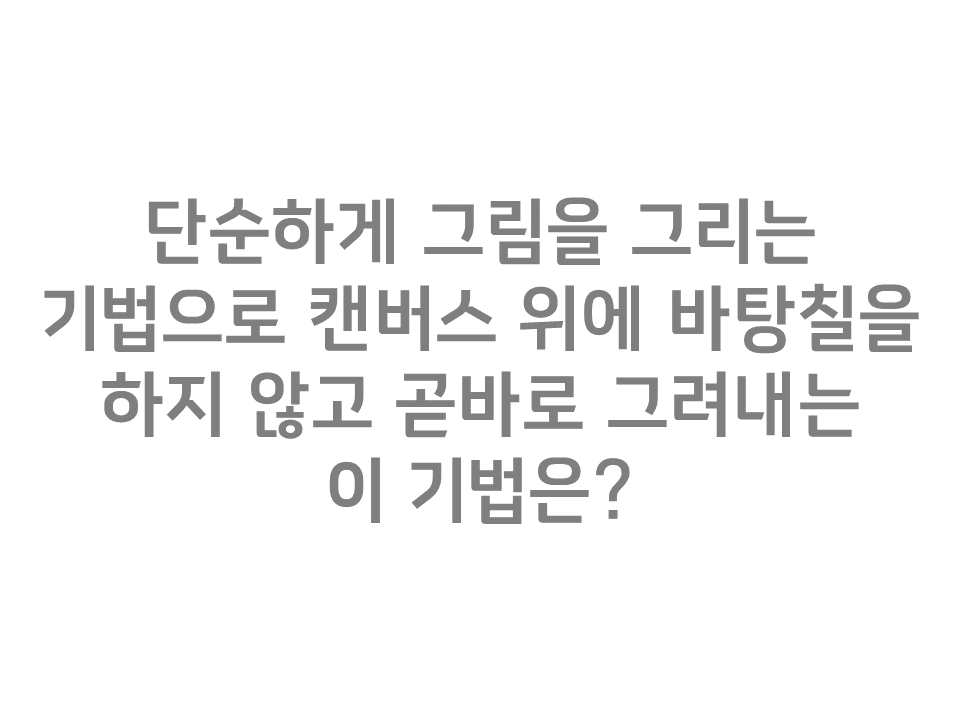 단순하게 그림을 그리는
기법으로 캔버스 위에 바탕칠을
하지 않고 곧바로 그려내는
이 기법은?